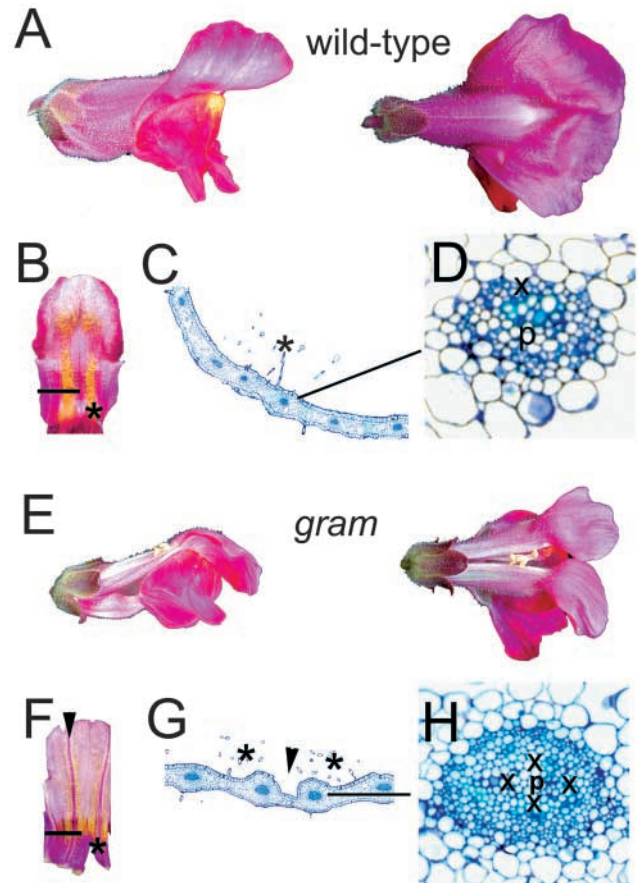 A wild-type
B C * D x p
* 
E gram
F G * * H x x p x x
*